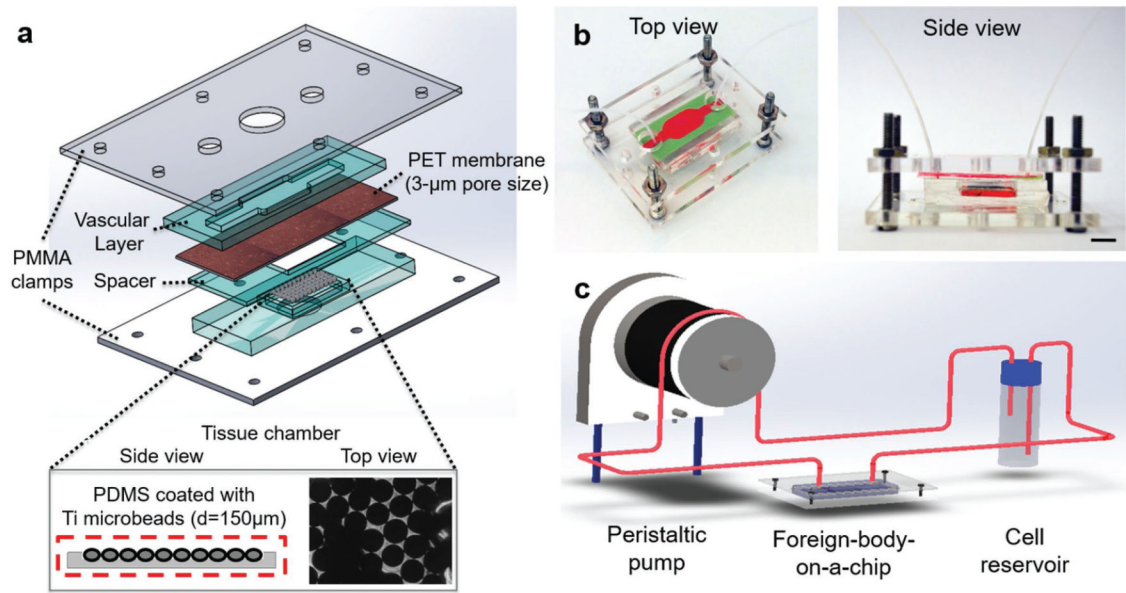 a
PET membrane
(3-μm pore size)
Vascular
Layer
PMMA
clamps
Spacer
Tissue chamber
Side view
Top view
PDMS coated with
Ti microbeads (d=150μm)
b
Top view
Side view
c
Peristaltic
pump
Foreign-body-
on-a-chip
Cell
reservoir